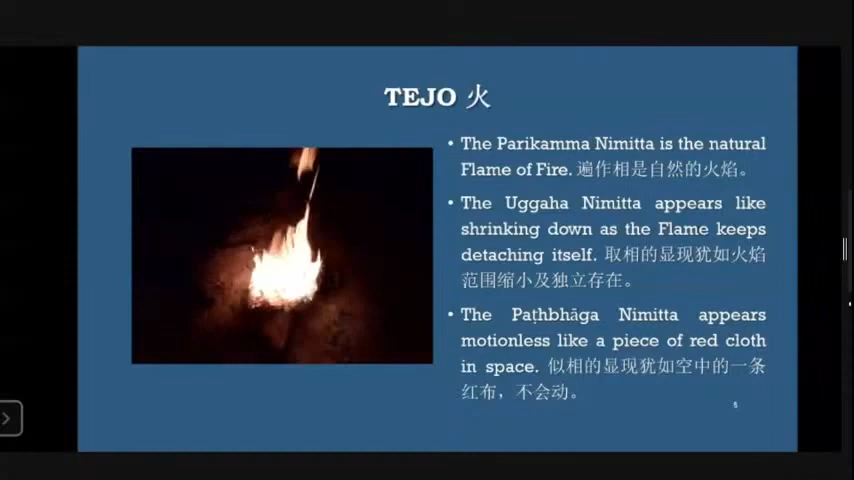 TEJO 火
• The Parikamma Nimitta is the natural
Flame of Fire. 遍作相是自然的火焰。
• The Uggaha Nimitta appears like
shrinking down as the Flame keeps
detaching itself. 取相的显现犹如火焰
范围缩小及独立存在。
• The Paṭhbhāga Nimitta appears
motionless like a piece of red cloth
in space. 似相的显现犹如空中的一条
红布，不会动。
5